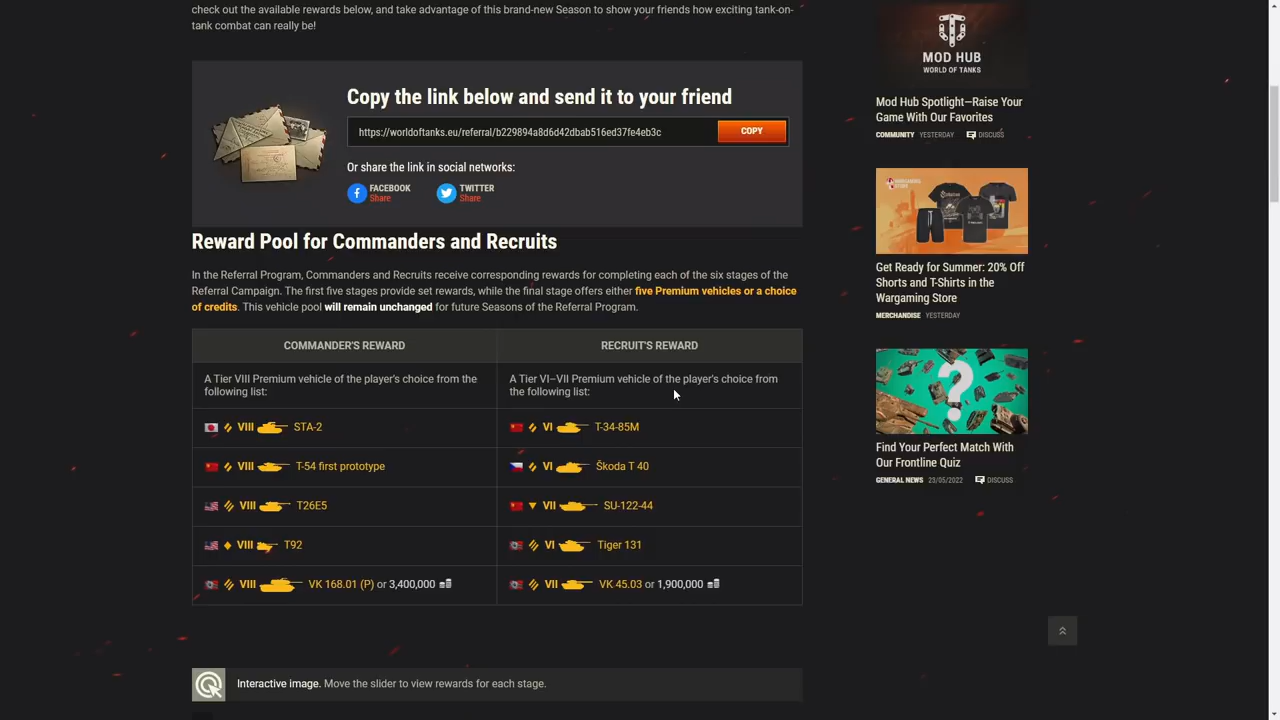 check out the available rewards below, and take advantage of this brand-new Season to show your friends how exciting tank-on-
tank combat can really be!
Copy the link below and send it to your friend
https://worldoftanks.eu/referral/b229894a8d6d42dbab516ed37fe4eb3c
COPY
Or share the link in social networks:
FACEBOOK
Share
TWITTER
Share
Reward Pool for Commanders and Recruits
In the Referral Program, Commanders and Recruits receive corresponding rewards for completing each of the six stages of the
Referral Campaign. The first five stages provide set rewards, while the final stage offers either five Premium vehicles or a choice
of credits. This vehicle pool will remain unchanged for future Seasons of the Referral Program.
COMMANDER'S REWARD
RECRUIT'S REWARD
A Tier VIII Premium vehicle of the player's choice from the
following list:
A Tier VI–VII Premium vehicle of the player's choice from
the following list:
VIII STA-2
VI T-34-85M
VIII T-54 first prototype
VI Škoda T 40
VIII T26E5
VII SU-122-44
VIII T92
VI Tiger 131
VIII VK 168.01 (P) or 3,400,000
VII VK 45.03 or 1,900,000
Interactive image. Move the slider to view rewards for each stage.
MOD HUB
WORLD OF TANKS
Mod Hub Spotlight—Raise Your
Game With Our Favorites
COMMUNITY YESTERDAY DISCUSS
Get Ready for Summer: 20% Off
Shorts and T-Shirts in the
Wargaming Store
MERCHANDISE YESTERDAY
?
Find Your Perfect Match With
Our Frontline Quiz
GENERAL NEWS 23/05/2022 DISCUSS